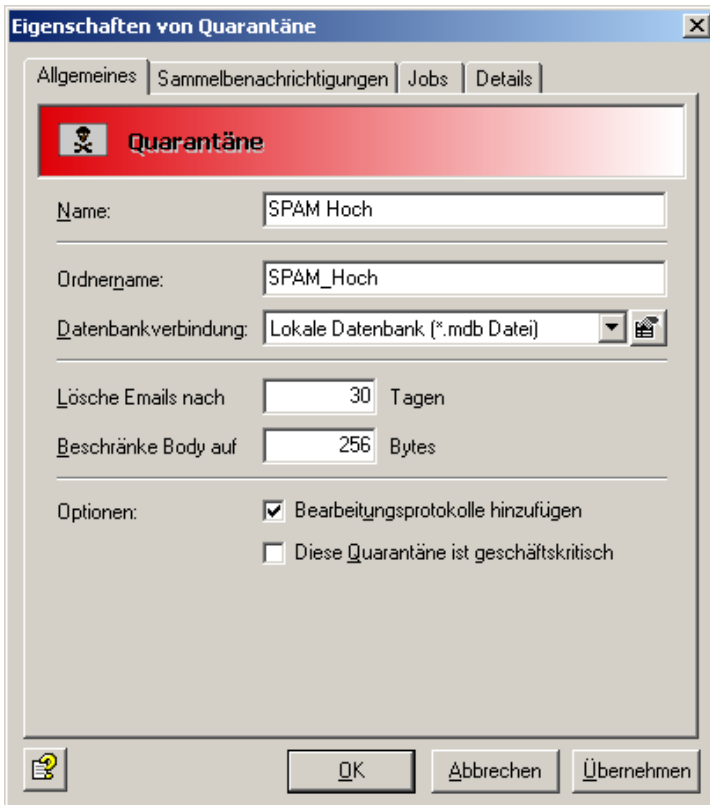 Eigenschaften von Quarantäne
Allgemeines Sammelbenachrichtigungen Jobs Details
Quarantäne
Name: SPAM Hoch
Ordnername: SPAM_Hoch
Datenbankverbindung: Lokale Datenbank (*.mdb Datei)
Lösche Emails nach 30 Tagen
Beschränke Body auf 256 Bytes
Optionen: Bearbeitungsprotokolle hinzufügen
Diese Quarantäne ist geschäftskritisch
OK Abbrechen Übernehmen